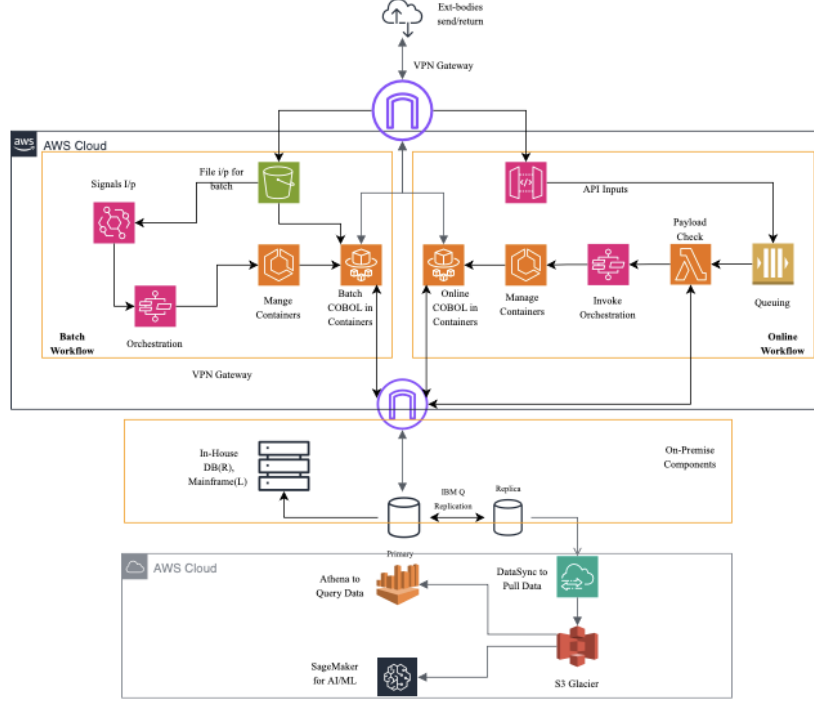 Ext-bodies
send/return
VPN Gateway
aws
AWS Cloud
Signals I/p
File i/p for
batch
API Inputs
Payload
Check
Mange
Containers
Batch
COBOL in
Containers
Online
COBOL in
Containers
Manage
Containers
Invoke
Orchestration
Queuing
Orchestration
Batch
Workflow
Online
Workflow
VPN Gateway
In-House
DB(R),
Mainframe(L)
On-Premise
Components
IBM Q
Replication
Replica
Primary
AWS Cloud
Athena to
Query Data
DataSync to
Pull Data
SageMaker
for AI/ML
S3 Glacier